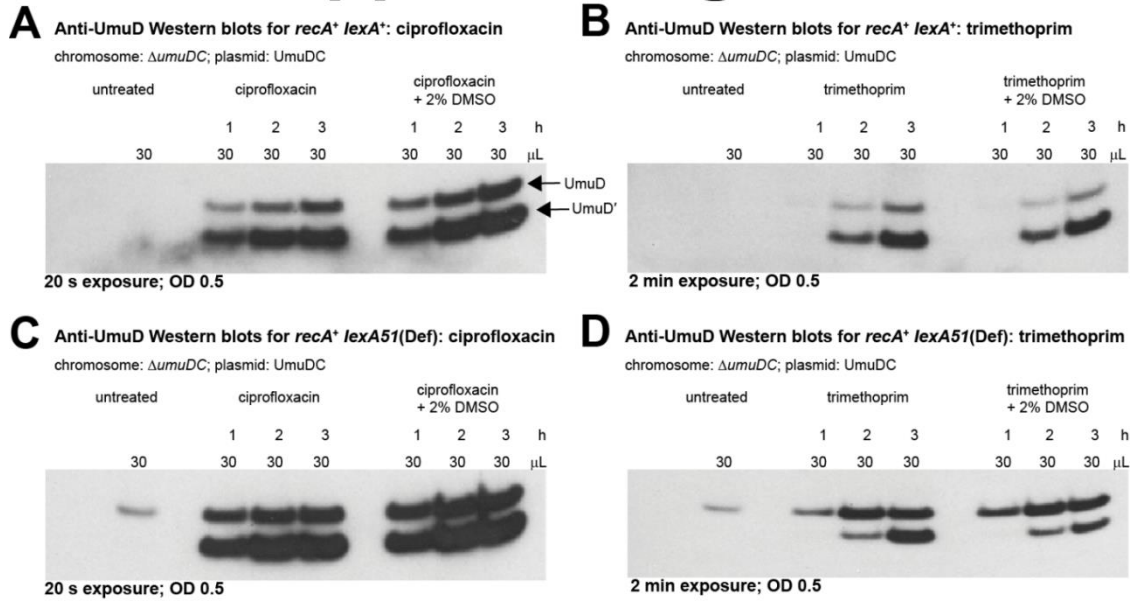 A Anti-UmuD Western blots for recA⁺ lexA⁺: ciprofloxacin
chromosome: ΔumuDC; plasmid: UmuDC
untreated ciprofloxacin ciprofloxacin
+ 2% DMSO
1 2 3 1 2 3 h
30 30 30 30 30 30 30 µL
UmuD
UmuD′
20 s exposure; OD 0.5
B Anti-UmuD Western blots for recA⁺ lexA⁺: trimethoprim
chromosome: ΔumuDC; plasmid: UmuDC
untreated trimethoprim trimethoprim
+ 2% DMSO
1 2 3 1 2 3 h
30 30 30 30 30 30 30 µL
2 min exposure; OD 0.5
C Anti-UmuD Western blots for recA⁺ lexA51(Def): ciprofloxacin
chromosome: ΔumuDC; plasmid: UmuDC
untreated ciprofloxacin ciprofloxacin
+ 2% DMSO
1 2 3 1 2 3 h
30 30 30 30 30 30 30 µL
20 s exposure; OD 0.5
D Anti-UmuD Western blots for recA⁺ lexA51(Def): trimethoprim
chromosome: ΔumuDC; plasmid: UmuDC
untreated trimethoprim trimethoprim
+ 2% DMSO
1 2 3 1 2 3 h
30 30 30 30 30 30 30 µL
2 min exposure; OD 0.5